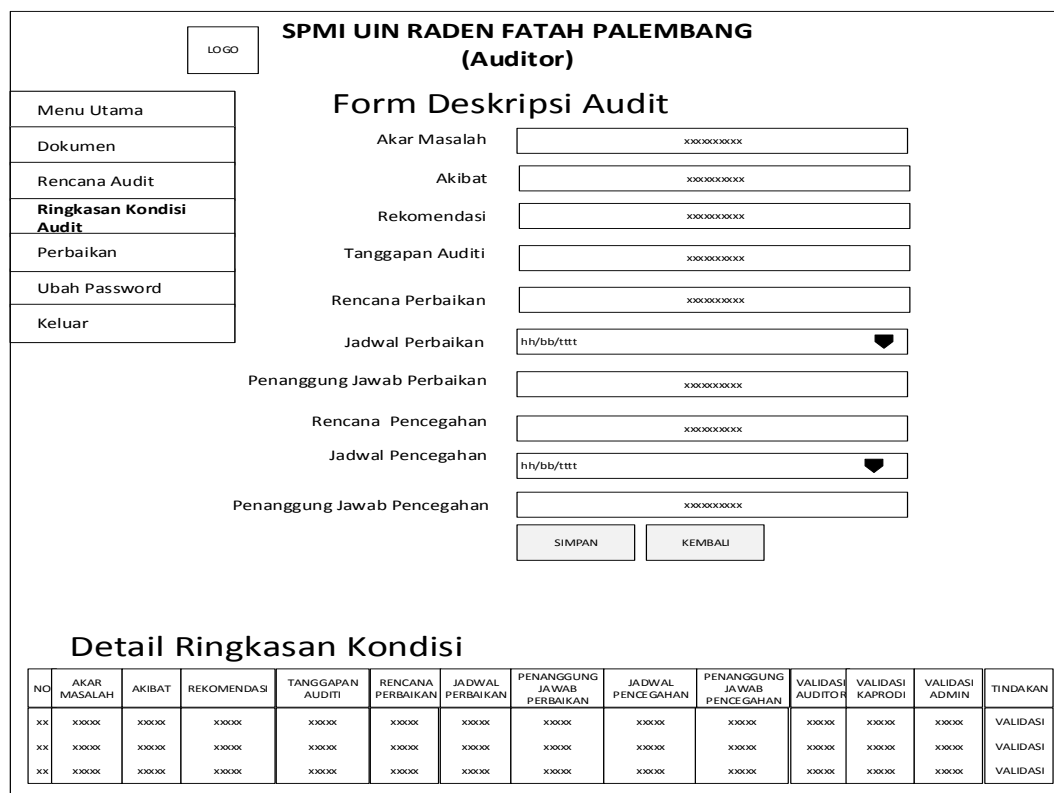 LOGO
SPMI UIN RADEN FATAH PALEMBANG
(Auditor)
Menu Utama
Dokumen
Rencana Audit
Ringkasan Kondisi
Audit
Perbaikan
Ubah Password
Keluar
Form Deskripsi Audit
Akar Masalah xxxxxxxxxx
Akibat xxxxxxxxxx
Rekomendasi xxxxxxxxxx
Tanggapan Auditi xxxxxxxxxx
Rencana Perbaikan xxxxxxxxxx
Jadwal Perbaikan hh/bb/tttt
Penanggung Jawab Perbaikan xxxxxxxxxx
Rencana Pencegahan xxxxxxxxxx
Jadwal Pencegahan hh/bb/tttt
Penanggung Jawab Pencegahan xxxxxxxxxx
SIMPAN KEMBALI
Detail Ringkasan Kondisi
NO
AKAR
MASALAH
AKIBAT
REKOMENDASI
TANGGAPAN
AUDITI
RENCANA
PERBAIKAN
JADWAL
PERBAIKAN
PENANGGUNG
JAWAB
PERBAIKAN
JADWAL
PENCEGAHAN
PENANGGUNG
JAWAB
PENCEGAHAN
VALIDASI
AUDITOR
VALIDASI
KAPRODI
VALIDASI
ADMIN
TINDAKAN
xx xxxxx xxxxx xxxxx xxxxx xxxxx xxxxx xxxxx xxxxx xxxxx xxxxx xxxxx xxxxx VALIDASI
xx xxxxx xxxxx xxxxx xxxxx xxxxx xxxxx xxxxx xxxxx xxxxx xxxxx xxxxx xxxxx VALIDASI
xx xxxxx xxxxx xxxxx xxxxx xxxxx xxxxx xxxxx xxxxx xxxxx xxxxx xxxxx xxxxx VALIDASI